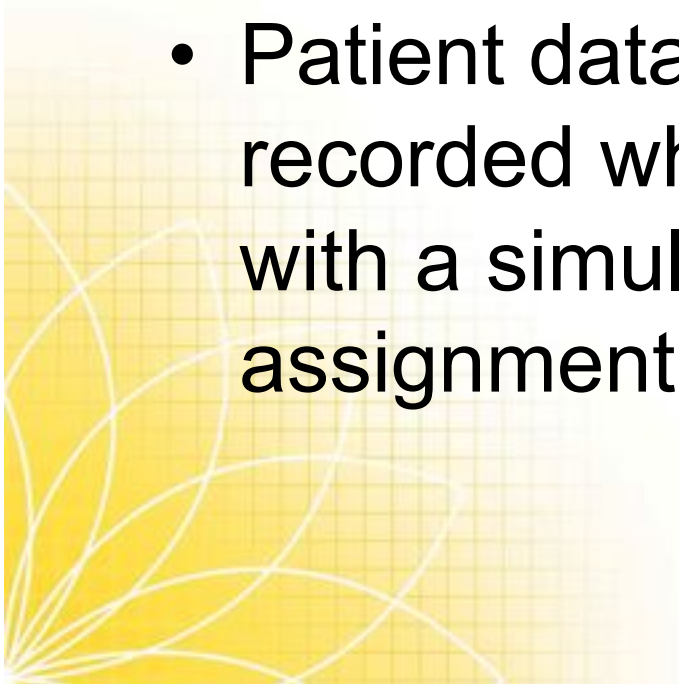 • Patient data
recorded wh
with a simul
assignment